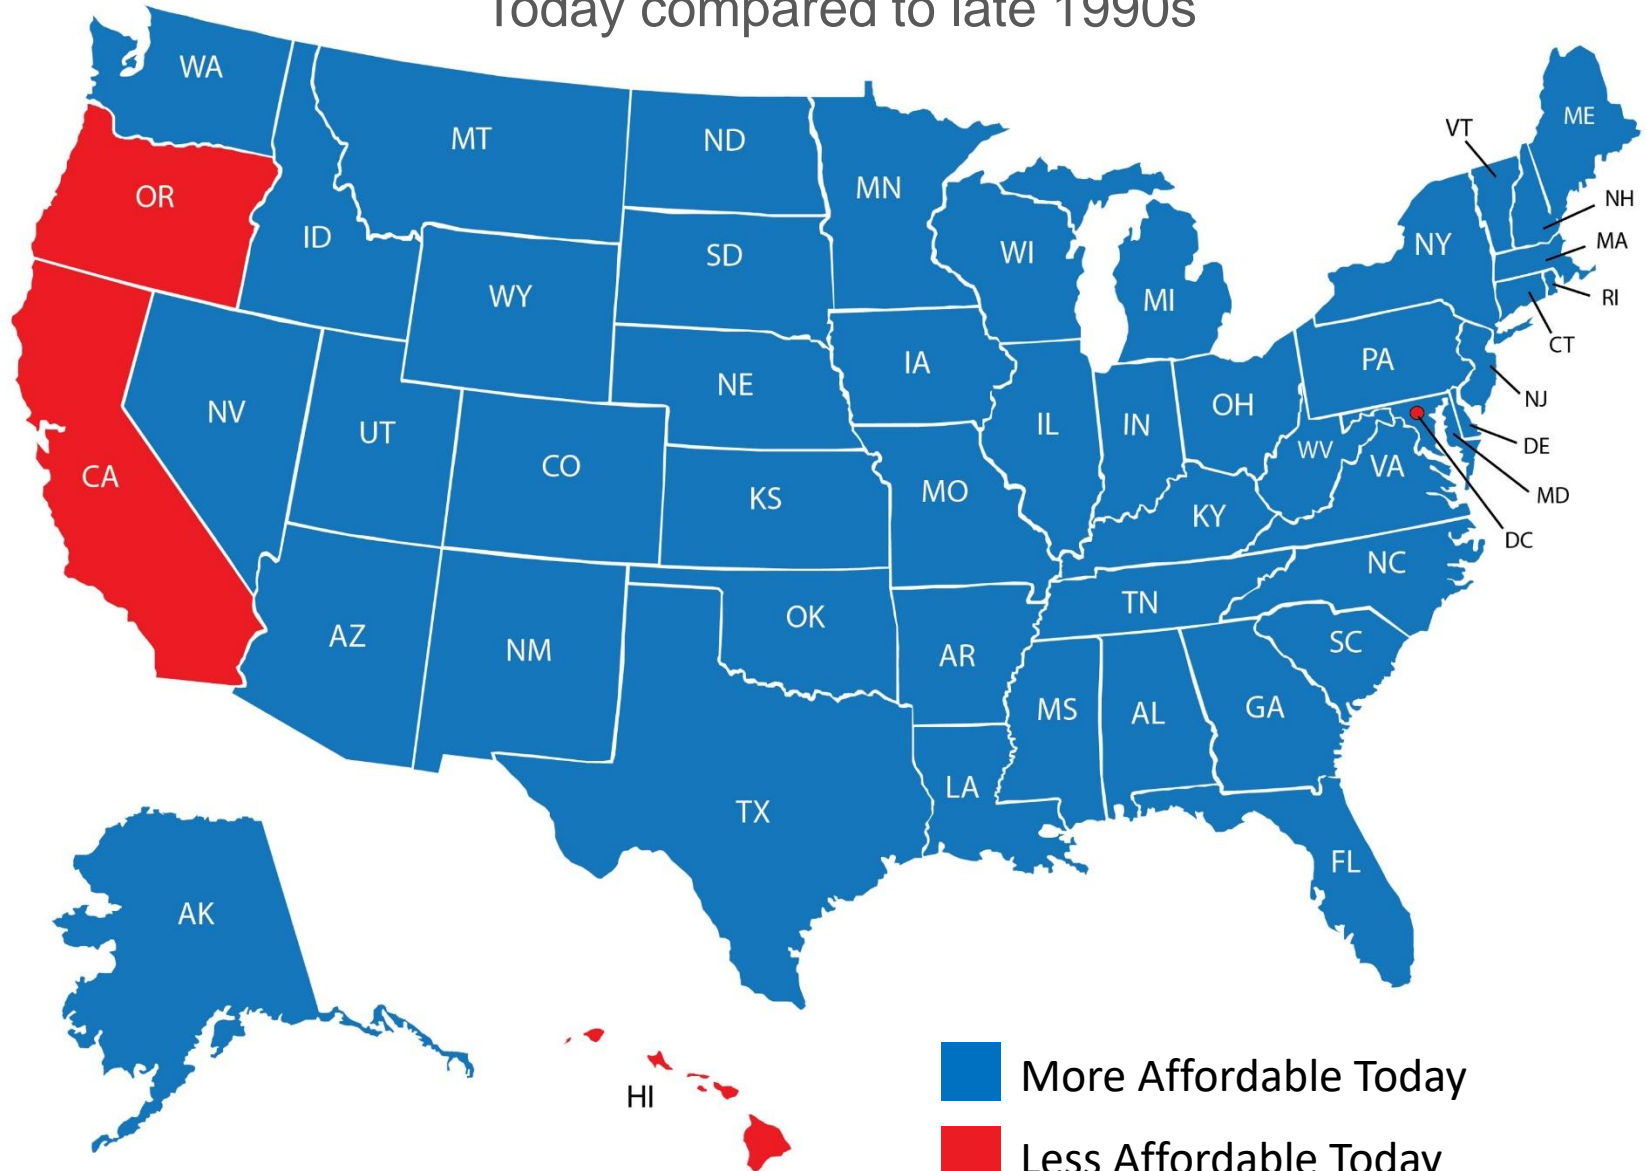 Today compared to late 1990s
WA
MT
ND
MN
ME
VT
OR
NH
ID
SD
WI
NY
MA
WY
MI
RI
CT
IA
PA
NE
NJ
NV
UT
IL
IN
OH
DE
CO
WV
VA
CA
KS
MO
MD
KY
DC
NC
TN
OK
AZ
NM
AR
SC
MS
AL
GA
LA
TX
FL
AK
HI
More Affordable Today
Less Affordable Today